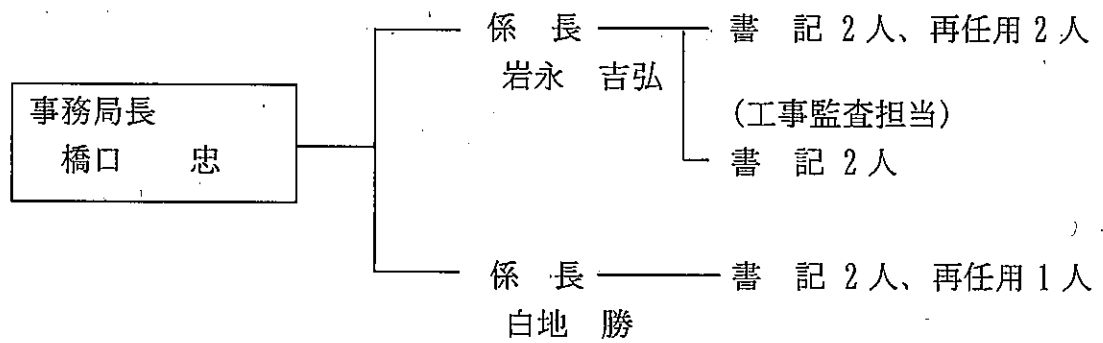 事務局長
橋口 忠
係 長
岩永 吉弘
書 記 2人、再任用2人
(工事監査担当)
書 記 2人
係 長
白地 勝
書 記 2人、再任用1人